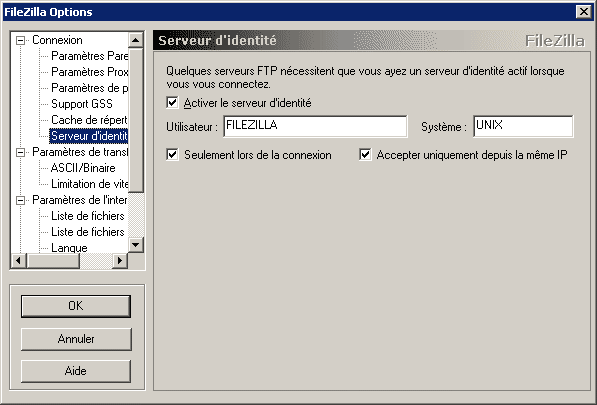 FileZilla Options
Connexion
Paramètres Pare
Paramètres Prox
Paramètres de p
Support GSS
Cache de répert
Serveur d'identit
Paramètres de transf
ASCII/Binaire
Limitation de vite
Paramètres de l'inter
Liste de fichiers
Liste de fichiers
Langue
OK
Annuler
Aide
Serveur d'identité
FileZilla
Quelques serveurs FTP nécessitent que vous ayez un serveur d'identité actif lorsque
vous vous connectez.
Activer le serveur d'identité
Utilisateur : FILEZILLA Système : UNIX
Seulement lors de la connexion Accepter uniquement depuis la même IP